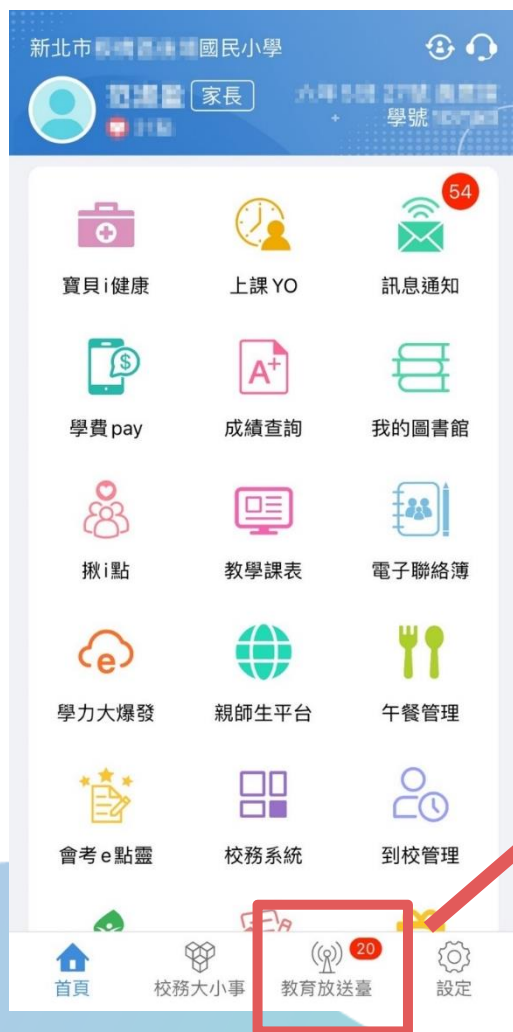 新北市 國民小學
家長
學號
54
寶貝i健康 上課YO 訊息通知
$ A+
學費pay 成績查詢 我的圖書館
揪i點 教學課表 電子聯絡簿
e
學力大爆發 親師生平台 午餐管理
會考e點靈 校務系統 到校管理
20
首頁 校務大小事 教育放送臺 設定